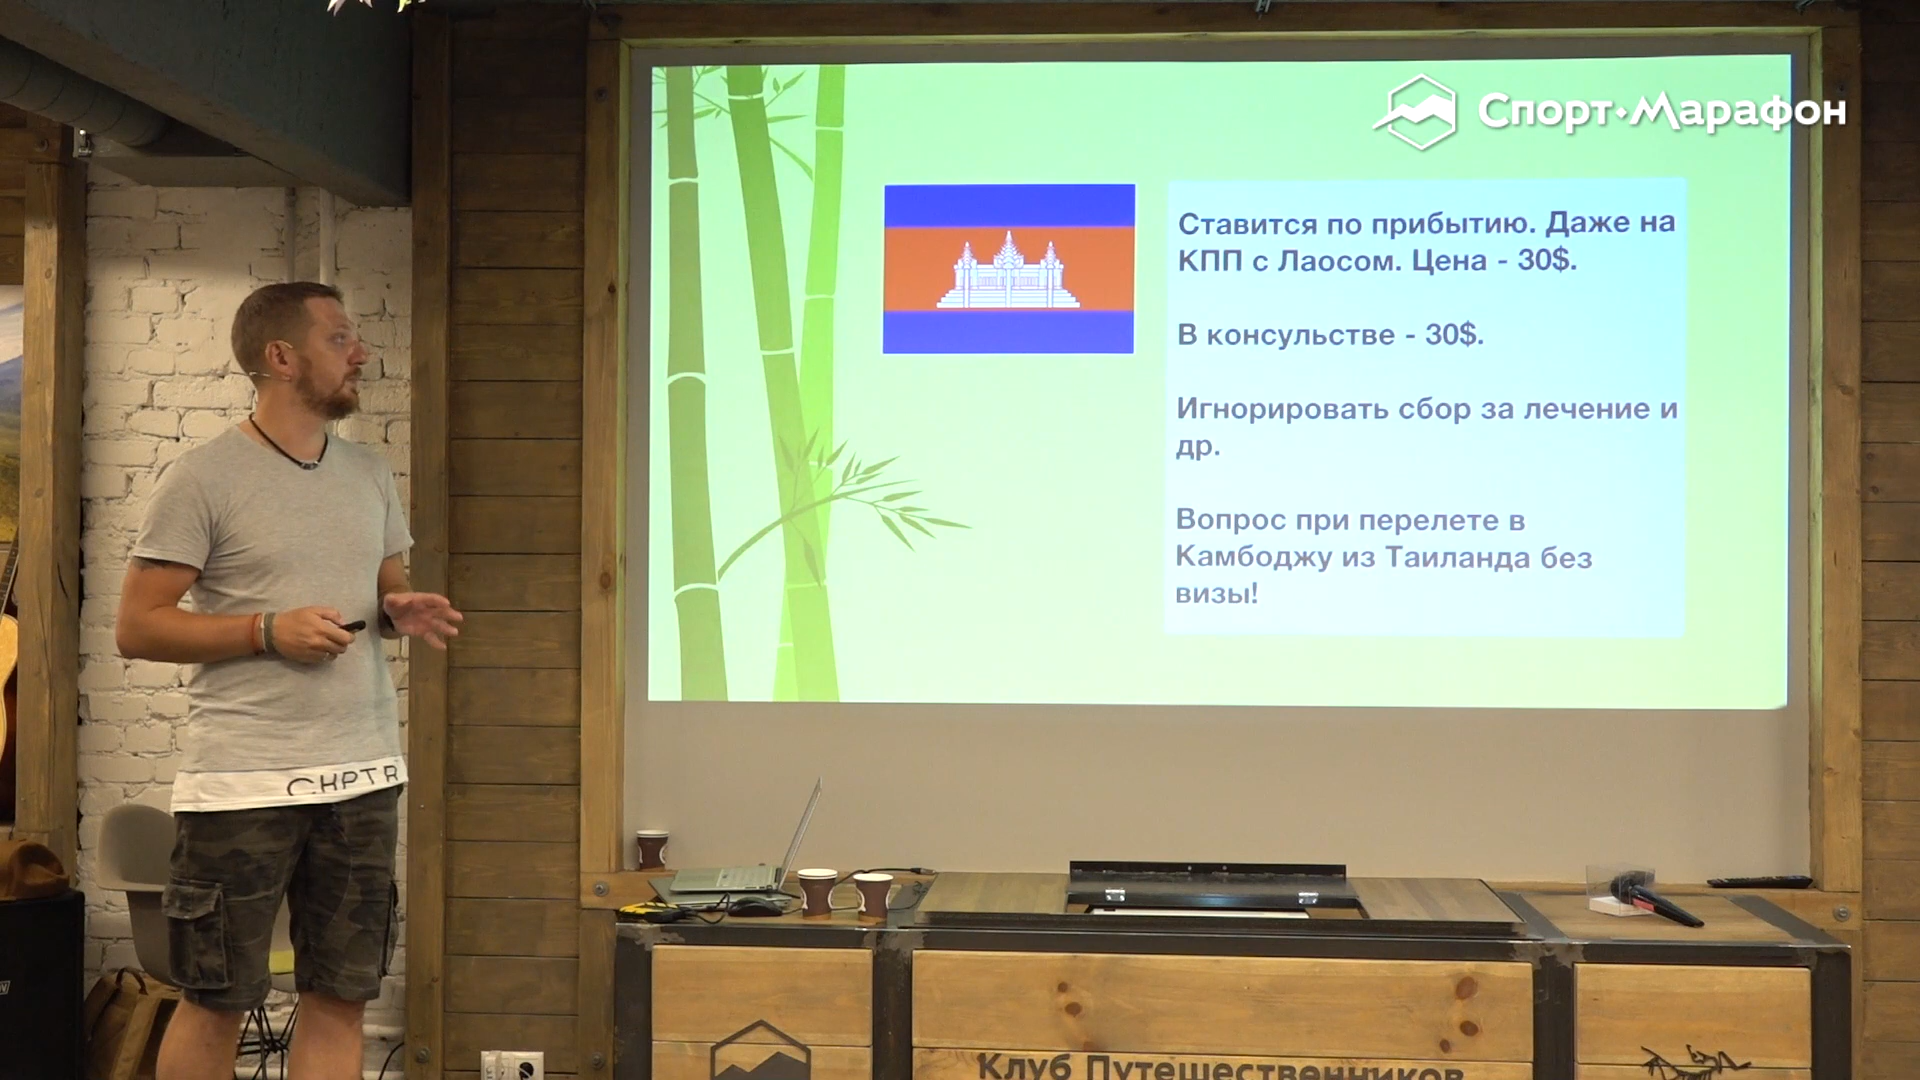 Спорт-Марафон
Ставится по прибытию. Даже на
КПП с Лаосом. Цена - 30$.
В консульстве - 30$.
Игнорировать сбор за лечение и
др.
Вопрос при перелете в
Камбоджу из Таиланда без
визы!
CHPTR
Клуб Путешественников